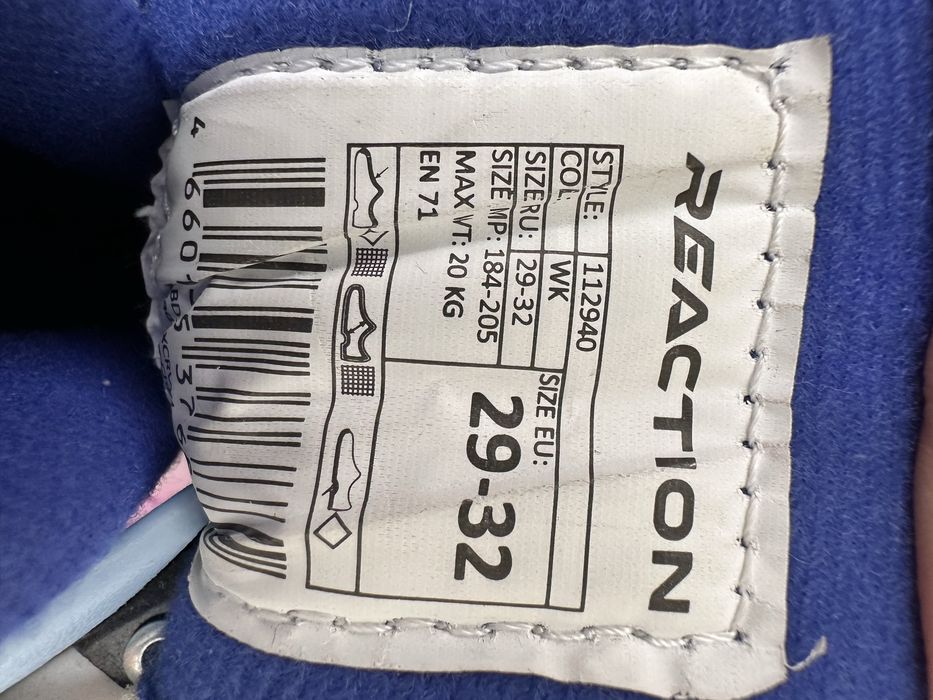 REACTION
STYLE: 112940
COL: WK
SIZE RU: 29-32
SIZE MP: 184-205
MAX VT: 20 KG
EN 71
SIZE EU:
29-32